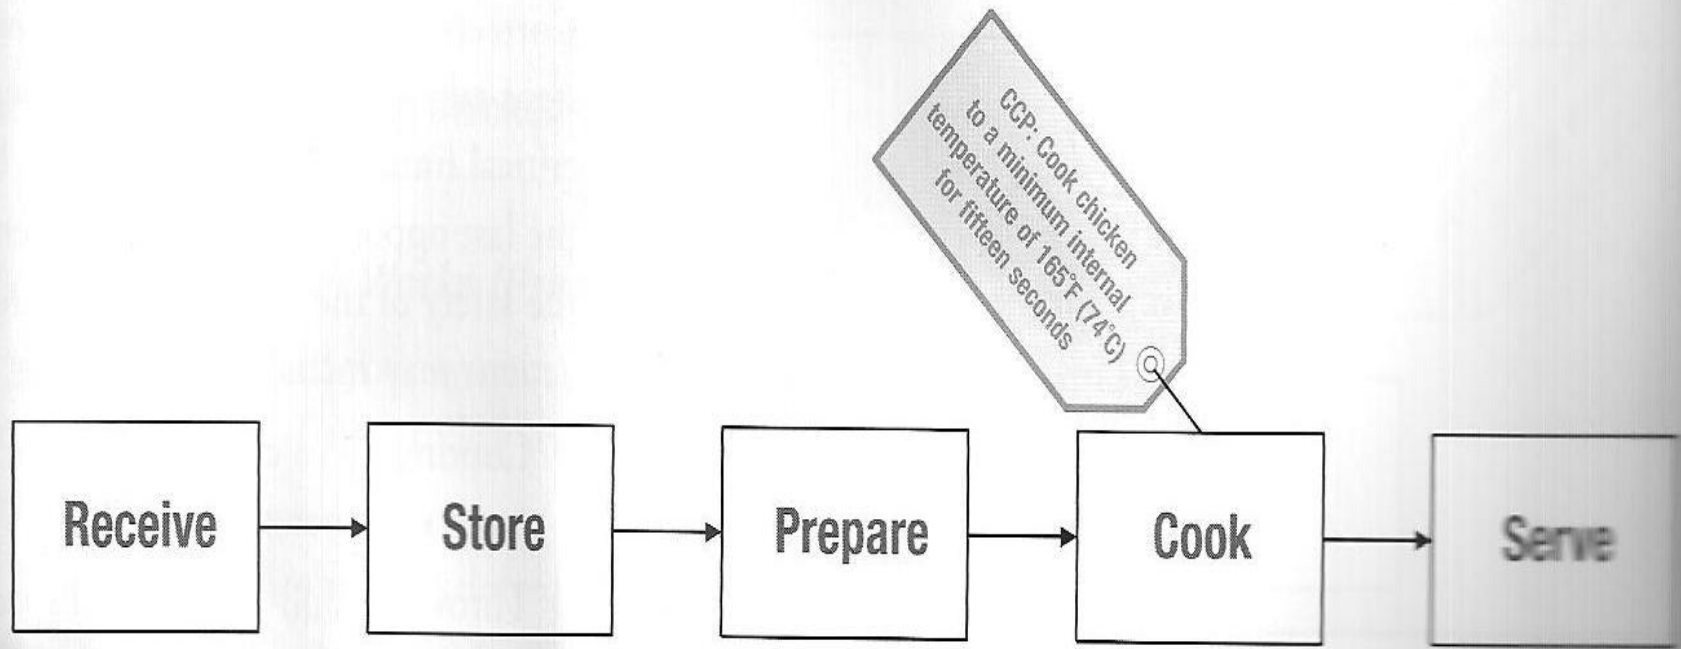 CCP: Cook chicken
to a minimum internal
temperature of 165°F (74°C)
for fifteen seconds
Receive
Store
Prepare
Cook
Serve